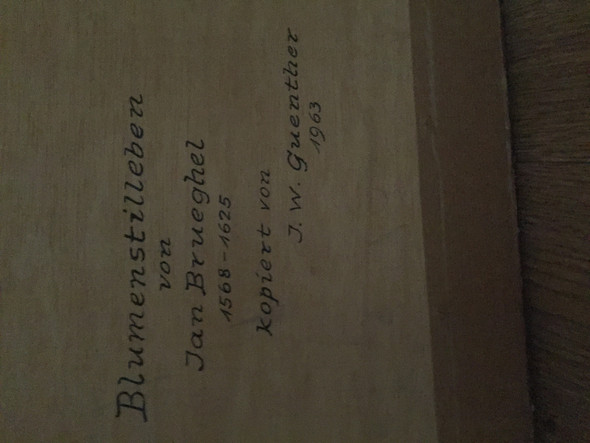 Blumenstilleben
von
Jan Brueghel
1568-1625
kopiert von
J. W. Guenther
1963